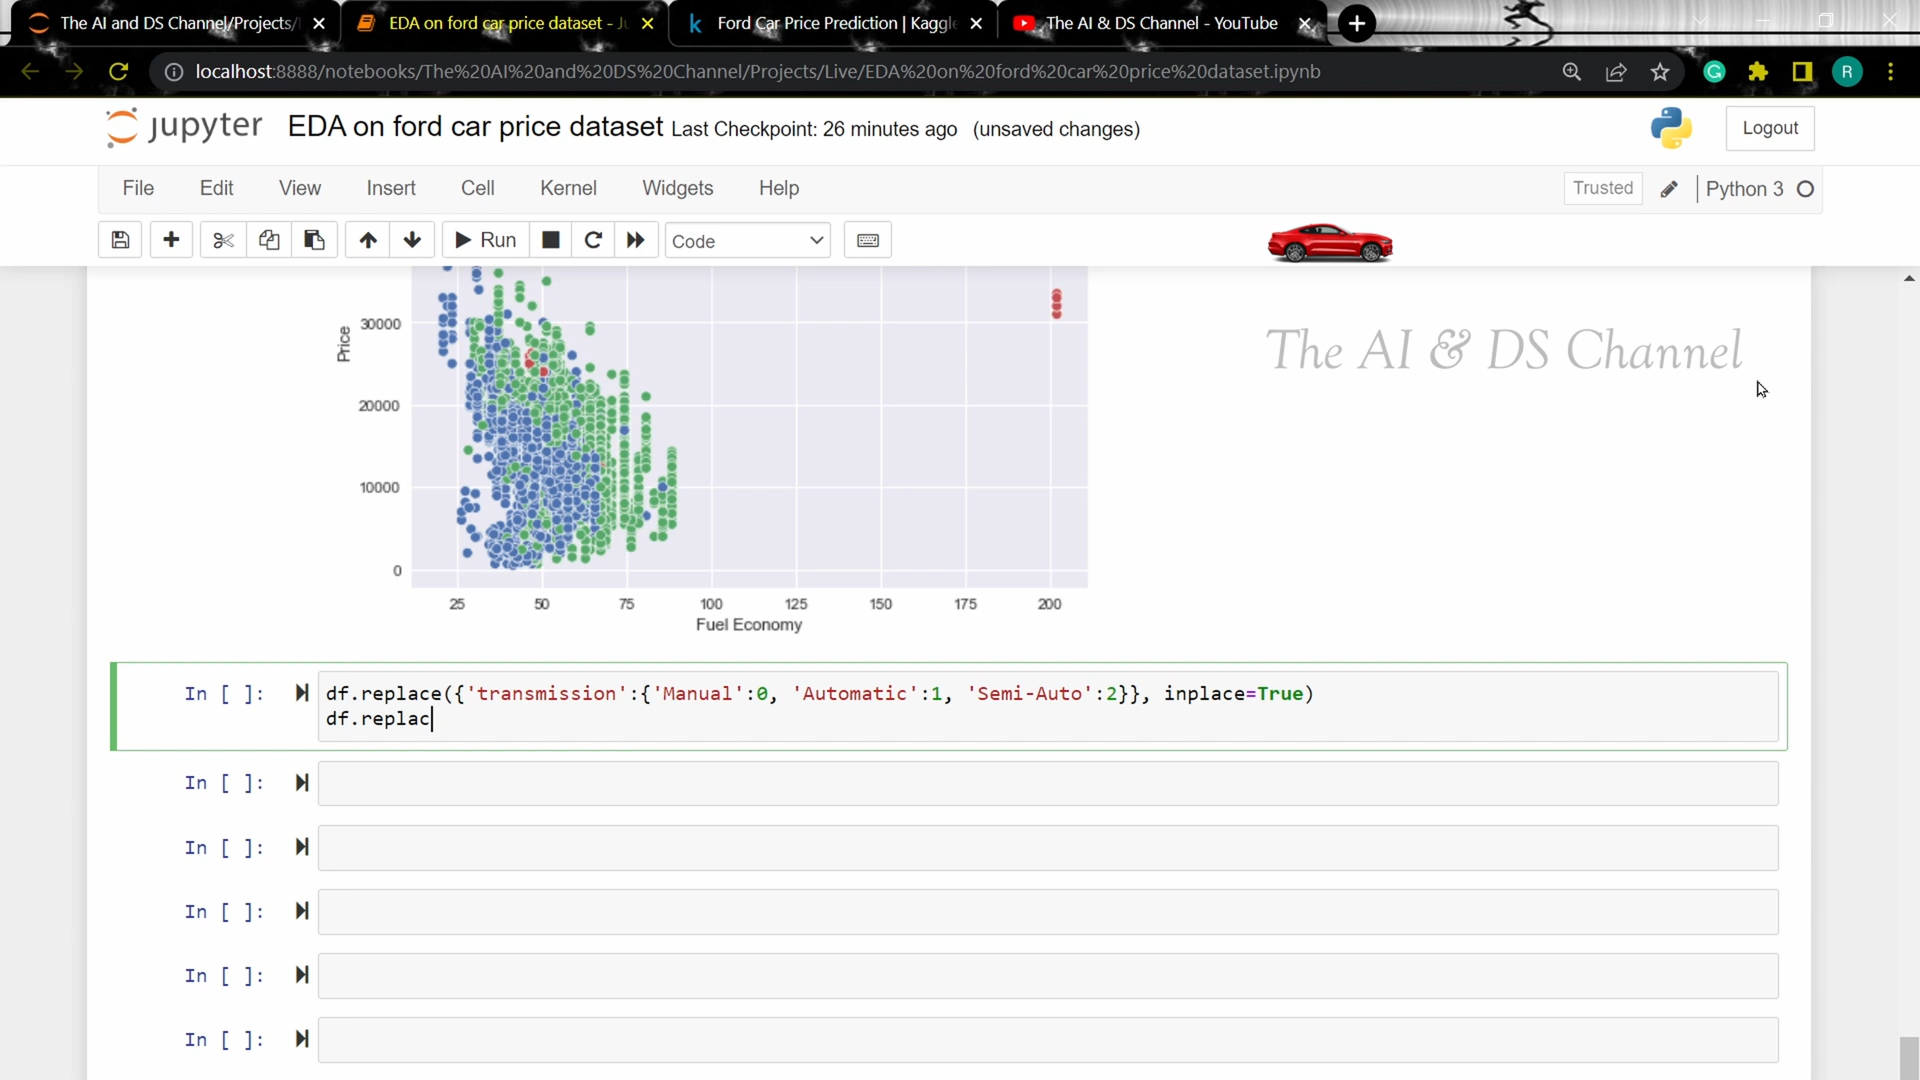 The AI and DS Channel/Projects/
EDA on ford car price dataset - Ju
Ford Car Price Prediction | Kaggle
The AI & DS Channel - YouTube
localhost:8888/notebooks/The%20AI%20and%20DS%20Channel/Projects/Live/EDA%20on%20ford%20car%20price%20dataset.ipynb
R
jupyter EDA on ford car price dataset Last Checkpoint: 26 minutes ago (unsaved changes)
Logout
File Edit View Insert Cell Kernel Widgets Help
Trusted
Python 3
Run
Code
The AI & DS Channel
Price
30000
20000
10000
0
25 50 75 100 125 150 175 200
Fuel Economy
In [ ]: df.replace({'transmission':{'Manual':0, 'Automatic':1, 'Semi-Auto':2}}, inplace=True)
df.replac
In [ ]:
In [ ]:
In [ ]:
In [ ]:
In [ ]: